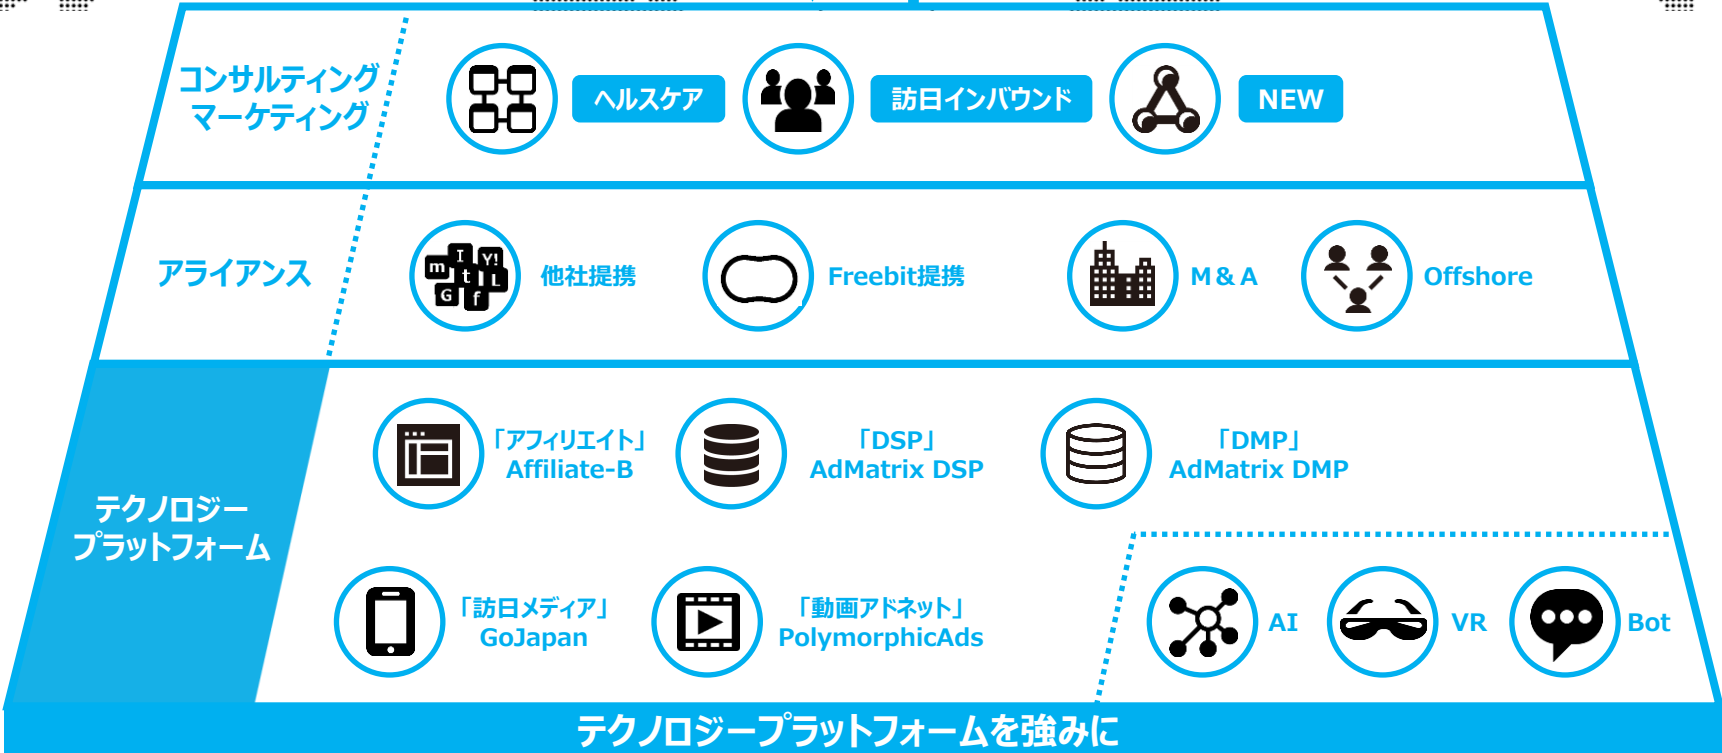 コンサルティング
マーケティング
ヘルスケア
訪日インバウンド
NEW
アライアンス
m I t Y! L G f
他社提携
Freebit提携
M＆A
Offshore
テクノロジー
プラットフォーム
「アフィリエイト」
Affiliate-B
「DSP」
AdMatrix DSP
「DMP」
AdMatrix DMP
「訪日メディア」
GoJapan
「動画アドネット」
PolymorphicAds
AI
VR
Bot
テクノロジープラットフォームを強みに